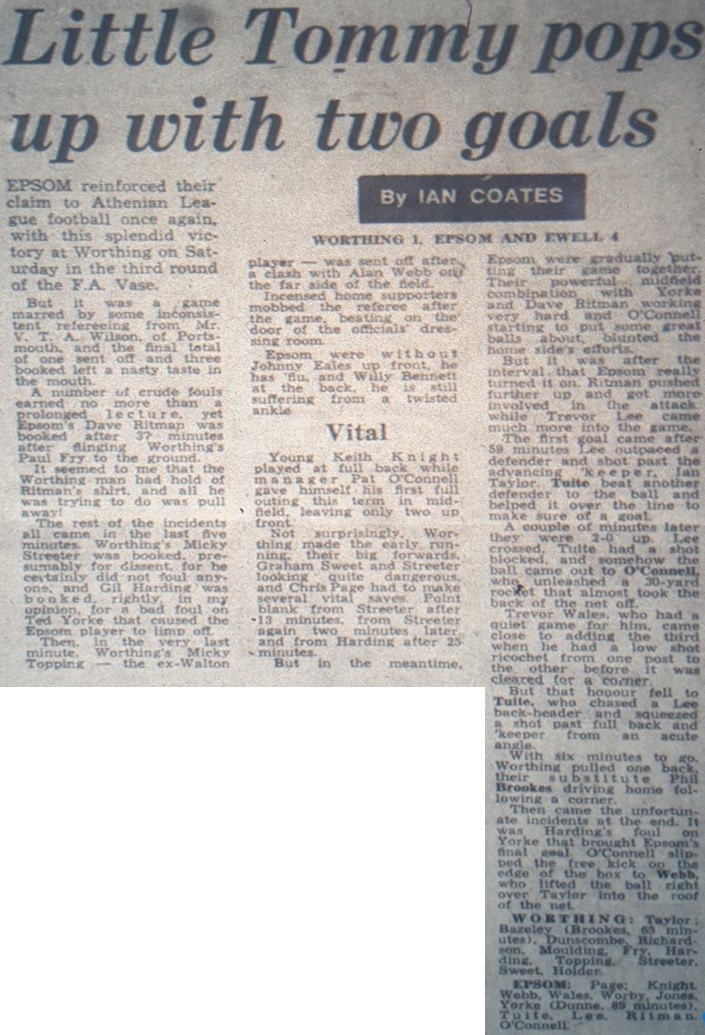 Little Tommy pops
up with two goals
By IAN COATES
WORTHING 1, EPSOM AND EWELL 4
EPSOM reinforced their
claim to Athenian Lea-
gue football once again,
with this splendid vic-
tory at Worthing on Sat-
urday in the third round
of the F.A. Vase.
But it was a game
marred by some inconsis-
tent refereeing from Mr.
V. T. A. Wilson, of Ports-
mouth, and the final total
of one sent off and three
booked left a nasty taste in
the mouth.
A number of crude fouls
earned no more than a
prolonged lecture, yet
Epsom's Dave Ritman was
booked after 37 minutes
after flinging Worthing's
Paul Fry to the ground.
It seemed to me that the
Worthing man had hold of
Ritman's shirt, and all he
was trying to do was pull
away!
The rest of the incidents
all came in the last five
minutes. Worthing's Micky
Streeter was booked, pre-
sumably for dissent, for he
certainly did not foul any-
one, and Gil Harding was
booked, rightly, in my
opinion, for a bad foul on
Ted Yorke that caused the
Epsom player to limp off.
Then, in the very last
minute, Worthing's Micky
Topping — the ex-Walton
player — was sent off after
a clash with Alan Webb on
the far side of the field.
Incensed home supporters
mobbed the referee after
the game, beating on the
door of the officials' dres-
sing room.
Epsom were without
Johnny Eales up front, he
has 'flu, and Willy Bennett
at the back, he is still
suffering from a twisted
ankle.
Vital
Young Keith Knight
played at full back while
manager Pat O'Connell
gave himself his first full
outing this term in mid-
field, leaving only two up
front.
Not surprisingly, Wor-
thing made the early run-
ning, their big forwards,
Graham Sweet and Streeter
looking quite dangerous,
and Chris Page had to make
several vital saves. Point
blank from Streeter after
13 minutes, from Streeter
again two minutes later,
and from Harding after 25
minutes.
But in the meantime,
Epsom were gradually put-
ting their game together.
Their powerful midfield
combination with Yorke
and Dave Ritman working
very hard and O'Connell
starting to put some great
balls about, blunted the
home side's efforts.
But it was after the
interval that Epsom really
turned it on. Ritman pushed
further up and got more
involved in the attack
while Trevor Lee came
much more into the game.
The first goal came after
59 minutes. Lee outpaced a
defender and shot past the
advancing 'keeper, Ian
Taylor. Tuite beat another
defender to the ball and
helped it over the line to
make sure of a goal.
A couple of minutes later
they were 2-0 up. Lee
crossed, Tuite had a shot
blocked, and somehow the
ball came out to O'Connell,
who unleashed a 30-yard
rocket that almost took the
back of the net off.
Trevor Wales, who had a
quiet game for him, came
close to adding the third
when he had a low shot
ricochet from one post to
the other before it was
cleared for a corner.
But that honour fell to
Tuite, who chased a Lee
back-header and squeezed
a shot past full back and
'keeper from an acute
angle.
With six minutes to go,
Worthing pulled one back,
their substitute Phil
Brookes driving home fol-
lowing a corner.
Then came the unfortun-
ate incidents at the end. It
was Harding's foul on
Yorke that brought Epsom's
final goal. O'Connell slip-
ped the free kick on the
edge of the box to Webb,
who lifted the ball right
over Taylor into the roof
of the net.
WORTHING: Taylor;
Bazeley (Brookes, 65 min-
utes), Dunscombe, Richard-
son, Moulding, Fry, Har-
ding, Topping, Streeter,
Sweet, Holder.
EPSOM: Page; Knight,
Webb, Wales, Worby, Jones,
Yorke (Dunne, 89 minutes),
Tuite, Lee, Ritman,
O'Connell.